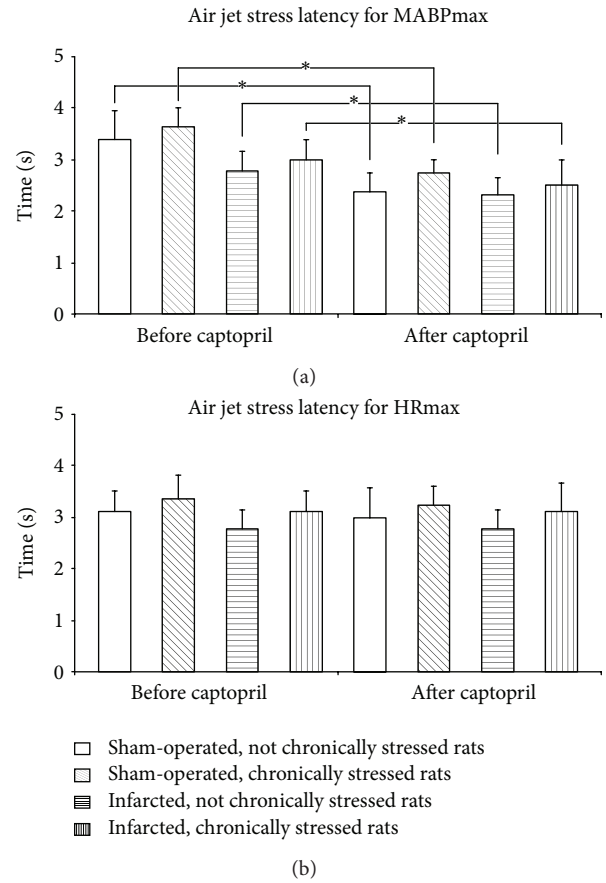 Air jet stress latency for MABPmax
5
4
3
2
1
0
Time (s)
* * * *
Before captopril After captopril
(a)
Air jet stress latency for HRmax
5
4
3
2
1
0
Time (s)
Before captopril After captopril
Sham-operated, not chronically stressed rats
Sham-operated, chronically stressed rats
Infarcted, not chronically stressed rats
Infarcted, chronically stressed rats
(b)